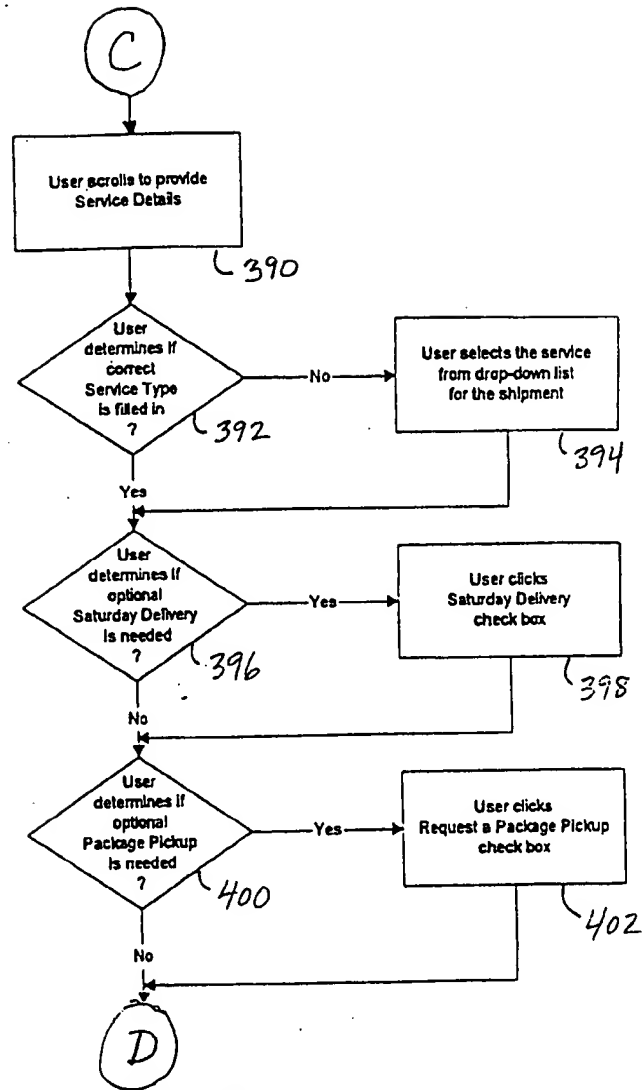 C
User scrolls to provide
Service Details
390
User
determines if
correct
Service Type
is filled in
?
392
No
User selects the service
from drop-down list
for the shipment
394
Yes
User
determines if
optional
Saturday Delivery
is needed
?
396
Yes
User clicks
Saturday Delivery
check box
398
No
User
determines if
optional
Package Pickup
is needed
?
400
Yes
User clicks
Request a Package Pickup
check box
402
No
D